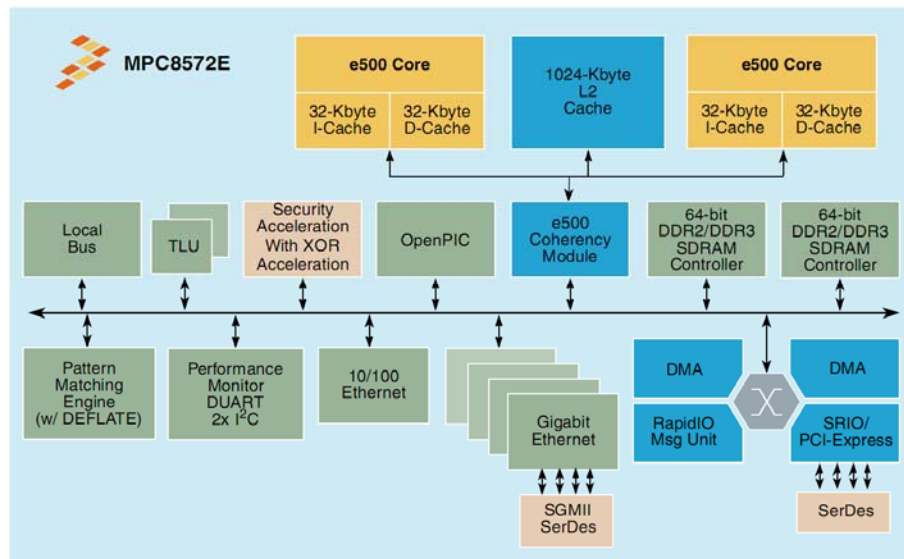 MPC8572E
e500 Core
32-Kbyte
I-Cache
32-Kbyte
D-Cache
1024-Kbyte
L2
Cache
e500 Core
32-Kbyte
I-Cache
32-Kbyte
D-Cache
Local
Bus
TLU
Security
Acceleration
With XOR
Acceleration
OpenPIC
e500
Coherency
Module
64-bit
DDR2/DDR3
SDRAM
Controller
64-bit
DDR2/DDR3
SDRAM
Controller
Pattern
Matching
Engine
(w/ DEFLATE)
Performance
Monitor
DUART
2x I²C
10/100
Ethernet
Gigabit
Ethernet
SGMII
SerDes
DMA
RapidIO
Msg Unit
DMA
SRIO/
PCI-Express
SerDes